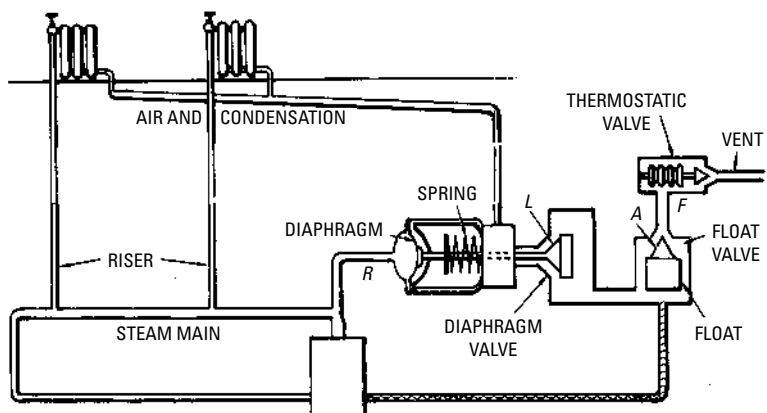 AIR AND CONDENSATION
THERMOSTATIC
VALVE
VENT
SPRING
L
A
F
DIAPHRAGM
FLOAT
VALVE
RISER
R
STEAM MAIN
DIAPHRAGM
VALVE
FLOAT